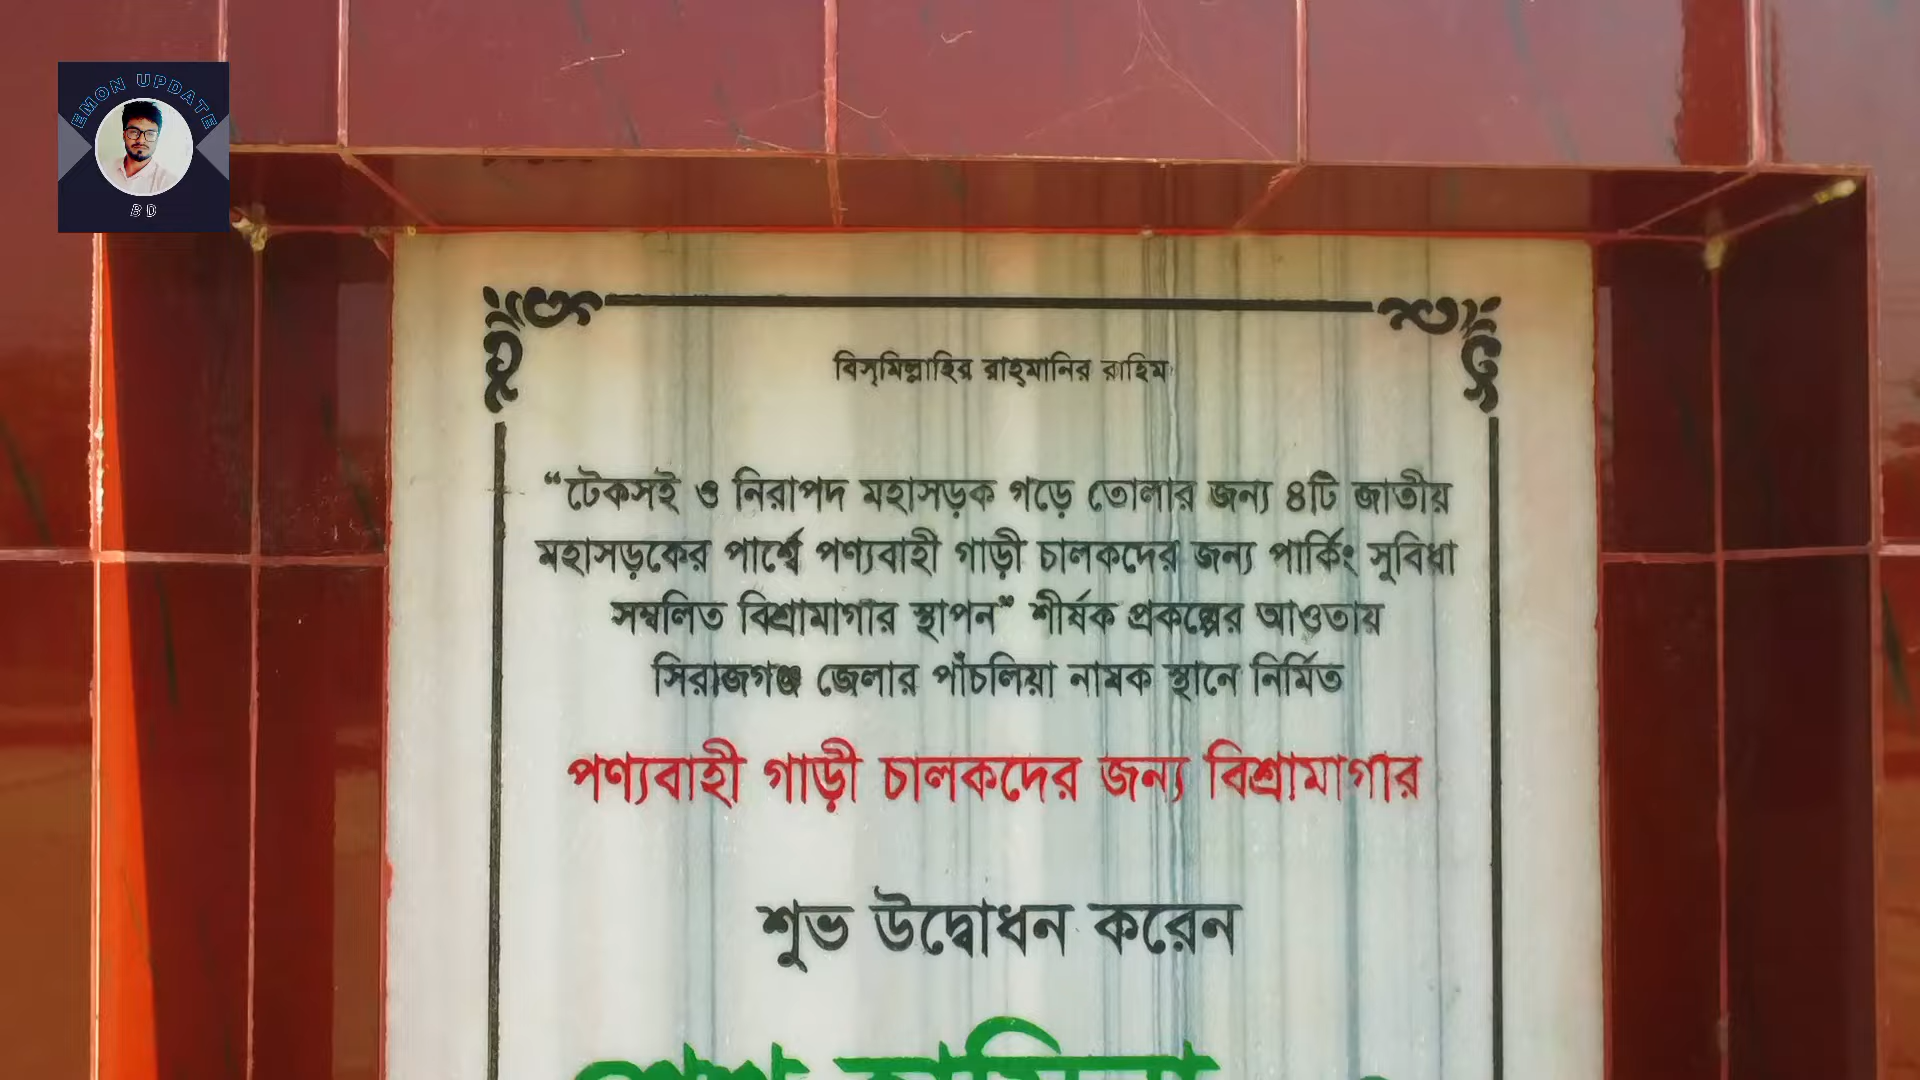 EMON UPDATE
BD
বিস্‌মিল্লাহির রাহ্‌মানির রাহিম
“টেকসই ও নিরাপদ মহাসড়ক গড়ে তোলার জন্য ৪টি জাতীয়
মহাসড়কের পার্শ্বে পণ্যবাহী গাড়ী চালকদের জন্য পার্কিং সুবিধা
সম্বলিত বিশ্রামাগার স্থাপন” শীর্ষক প্রকল্পের আওতায়
সিরাজগঞ্জ জেলার পাঁচলিয়া নামক স্থানে নির্মিত
পণ্যবাহী গাড়ী চালকদের জন্য বিশ্রামাগার
শুভ উদ্বোধন করেন